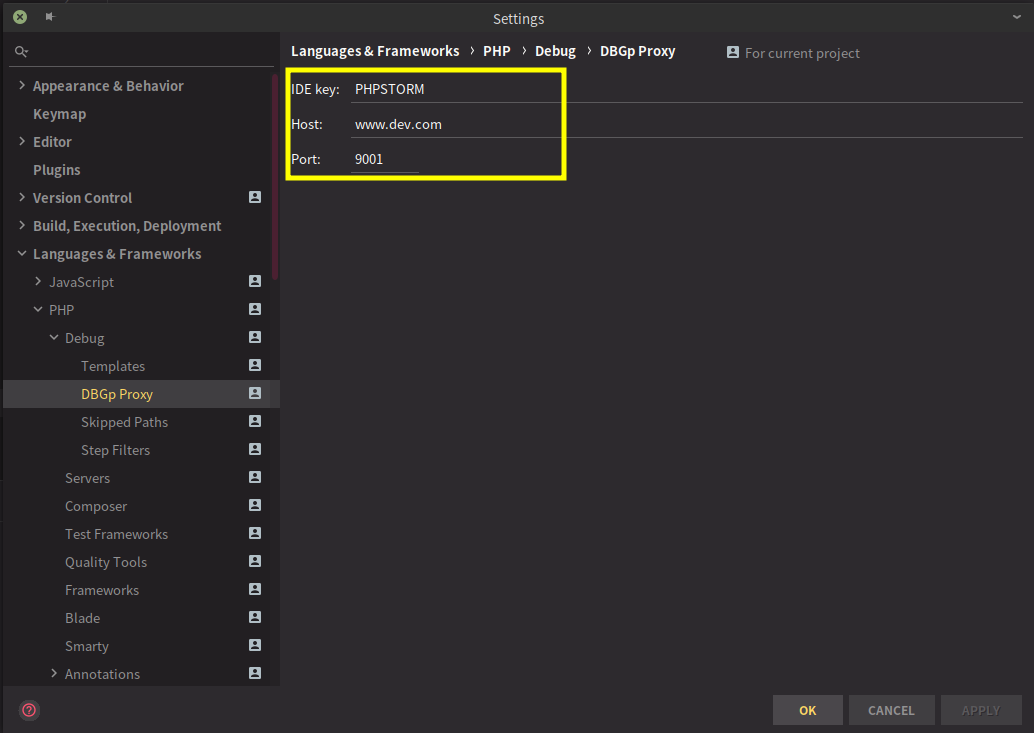 Settings
Languages & Frameworks › PHP › Debug › DBGp Proxy
For current project
IDE key: PHPSTORM
Host: www.dev.com
Port: 9001
Appearance & Behavior
Keymap
Editor
Plugins
Version Control
Build, Execution, Deployment
Languages & Frameworks
JavaScript
PHP
Debug
Templates
DBGp Proxy
Skipped Paths
Step Filters
Servers
Composer
Test Frameworks
Quality Tools
Frameworks
Blade
Smarty
Annotations
?
OK
CANCEL
APPLY